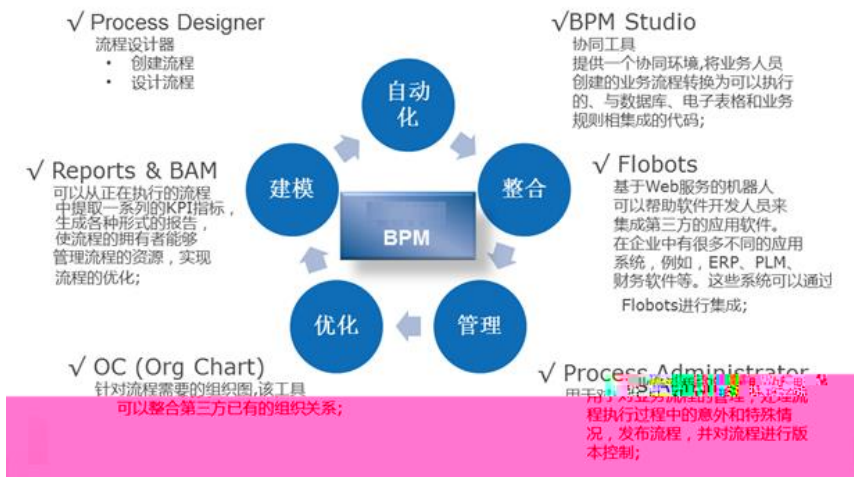 √ Process Designer
流程设计器
• 创建流程
• 设计流程
√BPM Studio
协同工具
提供一个协同环境,将业务人员
创建的业务流程转换为可以执行
的、与数据库、电子表格和业务
规则相集成的代码;
自动
化
√ Reports & BAM
可以从正在执行的流程
中提取一系列的KPI指标，
生成各种形式的报告，
使流程的拥有者能够
管理流程的资源，实现
流程的优化;
建模
整合
BPM
√ Flobots
基于Web服务的机器人
可以帮助软件开发人员来
集成第三方的应用软件。
在企业中有很多不同的应用
系统，例如，ERP、PLM、
财务软件等。这些系统可以通过
Flobots进行集成;
优化
管理
√ OC (Org Chart)
针对流程需要的组织图,该工具
可以整合第三方已有的组织关系;
√ Process Administrator
用于对业务流程的管理，处理流
程执行过程中的意外和特殊情
况，发布流程，并对流程进行版
本控制;